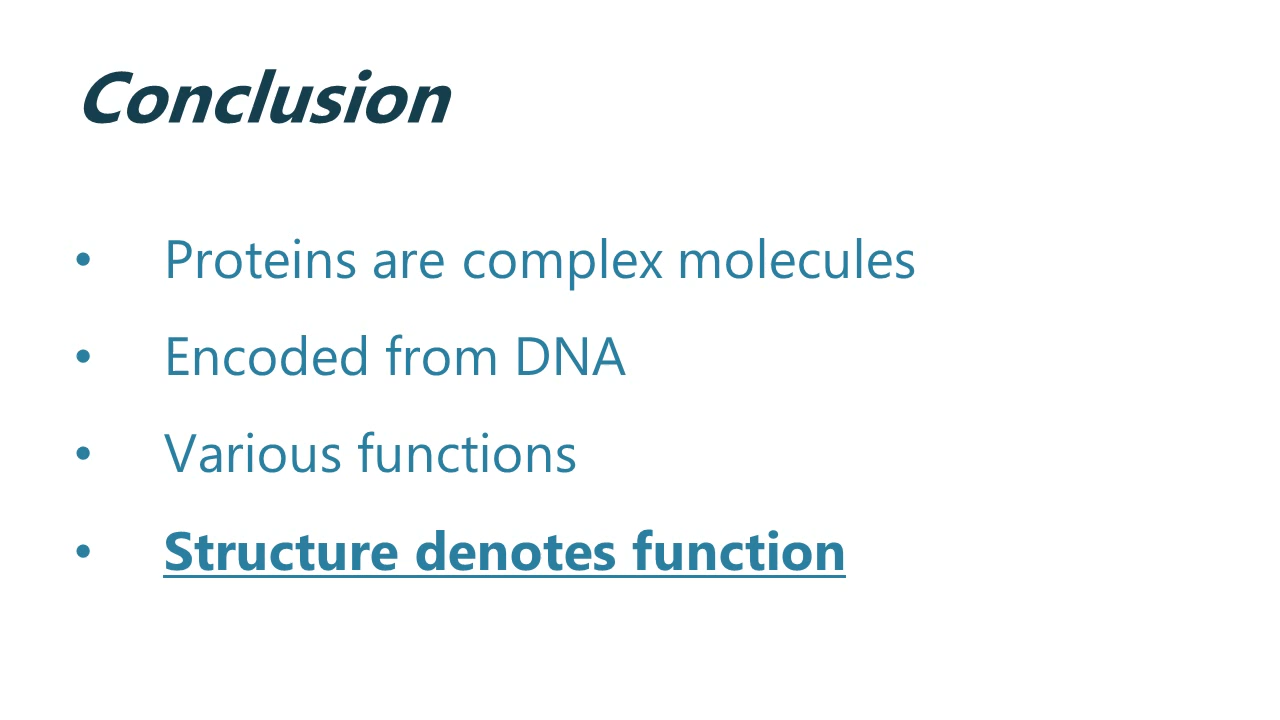 Conclusion
• Proteins are complex molecules
• Encoded from DNA
• Various functions
• Structure denotes function